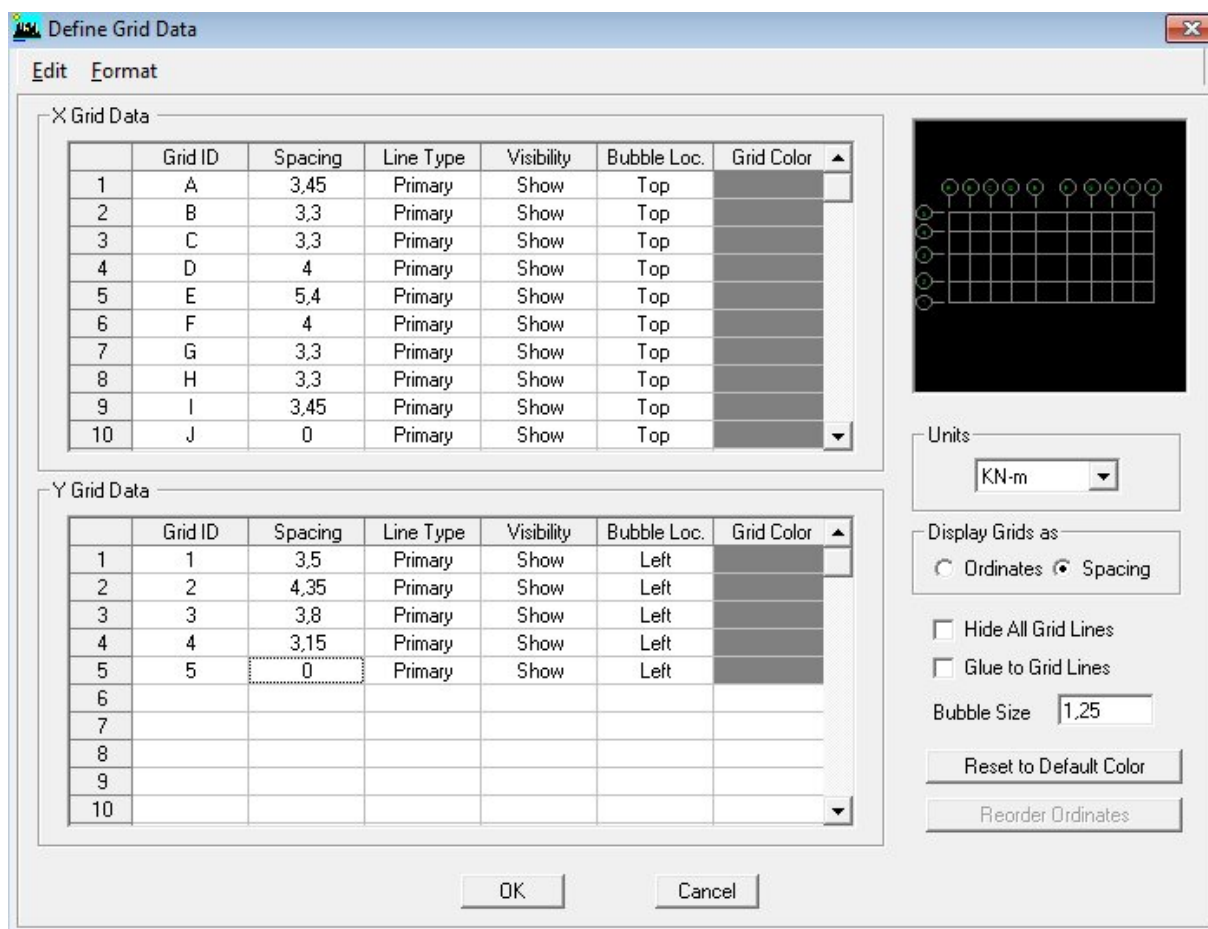 Define Grid Data
Edit Format
X Grid Data
Grid ID Spacing Line Type Visibility Bubble Loc. Grid Color
1 A 3,45 Primary Show Top
2 B 3,3 Primary Show Top
3 C 3,3 Primary Show Top
4 D 4 Primary Show Top
5 E 5,4 Primary Show Top
6 F 4 Primary Show Top
7 G 3,3 Primary Show Top
8 H 3,3 Primary Show Top
9 I 3,45 Primary Show Top
10 J 0 Primary Show Top
Y Grid Data
Grid ID Spacing Line Type Visibility Bubble Loc. Grid Color
1 1 3,5 Primary Show Left
2 2 4,35 Primary Show Left
3 3 3,8 Primary Show Left
4 4 3,15 Primary Show Left
5 5 0 Primary Show Left
6
7
8
9
10
Units
KN-m
Display Grids as
Ordinates Spacing
Hide All Grid Lines
Glue to Grid Lines
Bubble Size 1,25
Reset to Default Color
Reorder Ordinates
OK Cancel